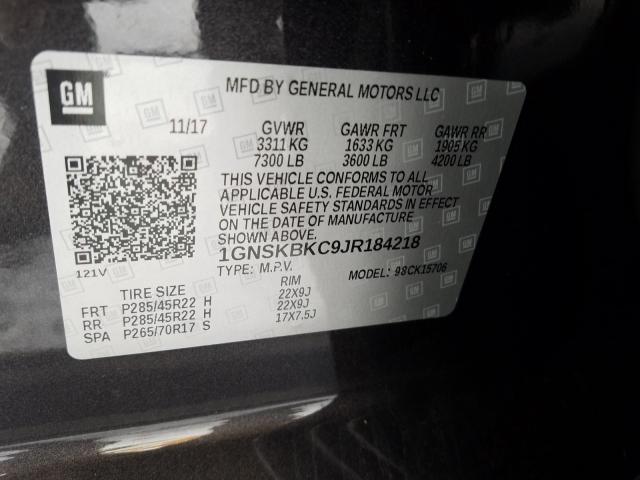 GM
MFD BY GENERAL MOTORS LLC
11/17 GVWR GAWR FRT GAWR RR
3311 KG 1633 KG 1905 KG
7300 LB 3600 LB 4200 LB
THIS VEHICLE CONFORMS TO ALL
APPLICABLE U.S. FEDERAL MOTOR
VEHICLE SAFETY STANDARDS IN EFFECT
ON THE DATE OF MANUFACTURE
SHOWN ABOVE.
1GNSKBKC9JR184218
121V
TYPE: M.P.V. MODEL: 98CK15706
TIRE SIZE RIM
FRT P285/45R22 H 22X9J
RR P285/45R22 H 22X9J
SPA P265/70R17 S 17X7.5J